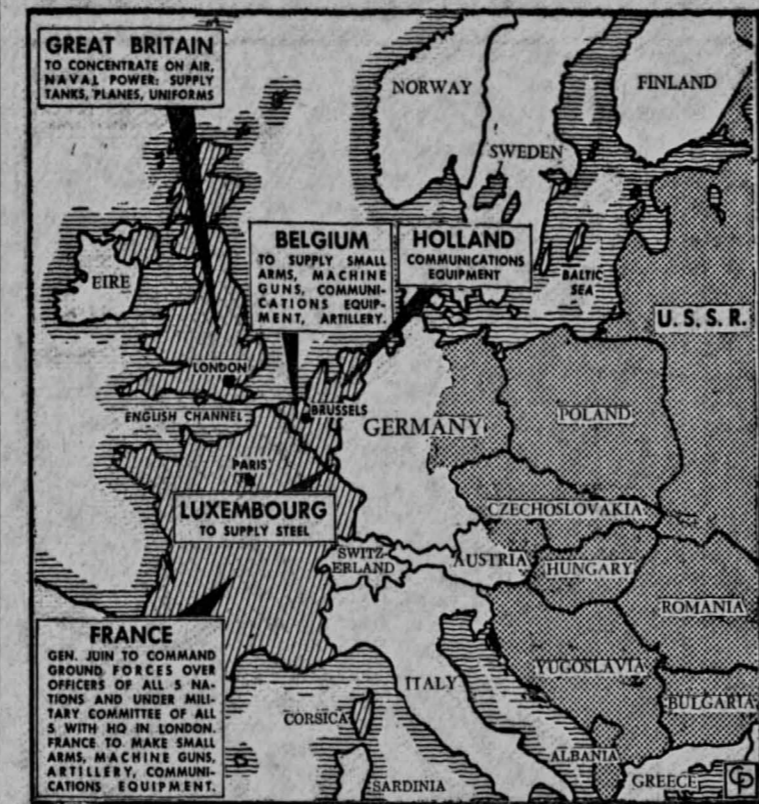 GREAT BRITAIN
TO CONCENTRATE ON AIR,
NAVAL POWER: SUPPLY
TANKS, PLANES, UNIFORMS
NORWAY
FINLAND
SWEDEN
BELGIUM
TO SUPPLY SMALL
ARMS, MACHINE
GUNS, COMMUNI-
CATIONS EQUIP-
MENT, ARTILLERY.
HOLLAND
COMMUNICATIONS
EQUIPMENT
BALTIC
SEA
EIRE
U. S. S. R.
LONDON
ENGLISH CHANNEL
BRUSSELS
GERMANY
POLAND
PARIS
LUXEMBOURG
TO SUPPLY STEEL
CZECHOSLOVAKIA
SWITZ-
ERLAND
AUSTRIA
HUNGARY
ROMANIA
FRANCE
GEN. JUIN TO COMMAND
GROUND FORCES OVER
OFFICERS OF ALL 5 NA-
TIONS AND UNDER MILI-
TARY COMMITTEE OF ALL
5 WITH HQ IN LONDON.
FRANCE TO MAKE SMALL
ARMS, MACHINE GUNS,
ARTILLERY, COMMUNI-
CATIONS EQUIPMENT.
ITALY
YUGOSLAVIA
BULGARIA
CORSICA
ALBANIA
SARDINIA
GREECE
CP